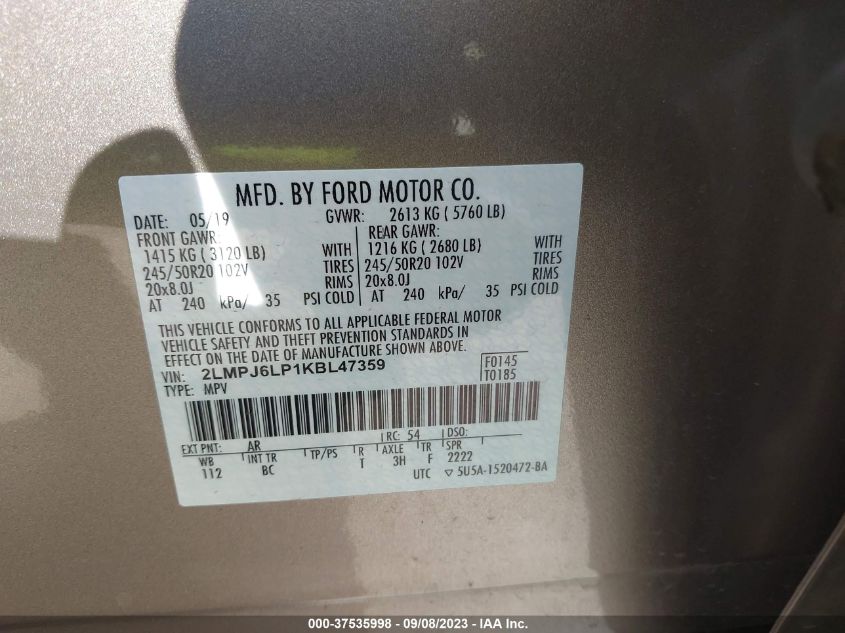 MFD. BY FORD MOTOR CO.
DATE: 05/19 GVWR: 2613 KG ( 5760 LB)
FRONT GAWR: REAR GAWR:
1415 KG ( 3120 LB) WITH 1216 KG ( 2680 LB) WITH
245/50R20 102V TIRES 245/50R20 102V TIRES
20x8.0J RIMS 20x8.0J RIMS
AT 240 kPa/ 35 PSI COLD AT 240 kPa/ 35 PSI COLD
THIS VEHICLE CONFORMS TO ALL APPLICABLE FEDERAL MOTOR
VEHICLE SAFETY AND THEFT PREVENTION STANDARDS IN
EFFECT ON THE DATE OF MANUFACTURE SHOWN ABOVE.
VIN: 2LMPJ6LP1KBL47359 F0145
TYPE: MPV T0185
EXT PNT: AR RC: 54 DSO:
WB INT TR TP/PS R AXLE TR SPR
112 BC T 3H F 2222
UTC ▽ 5U5A-1520472-BA
000-37535998 - 09/08/2023 - www.iaai.com